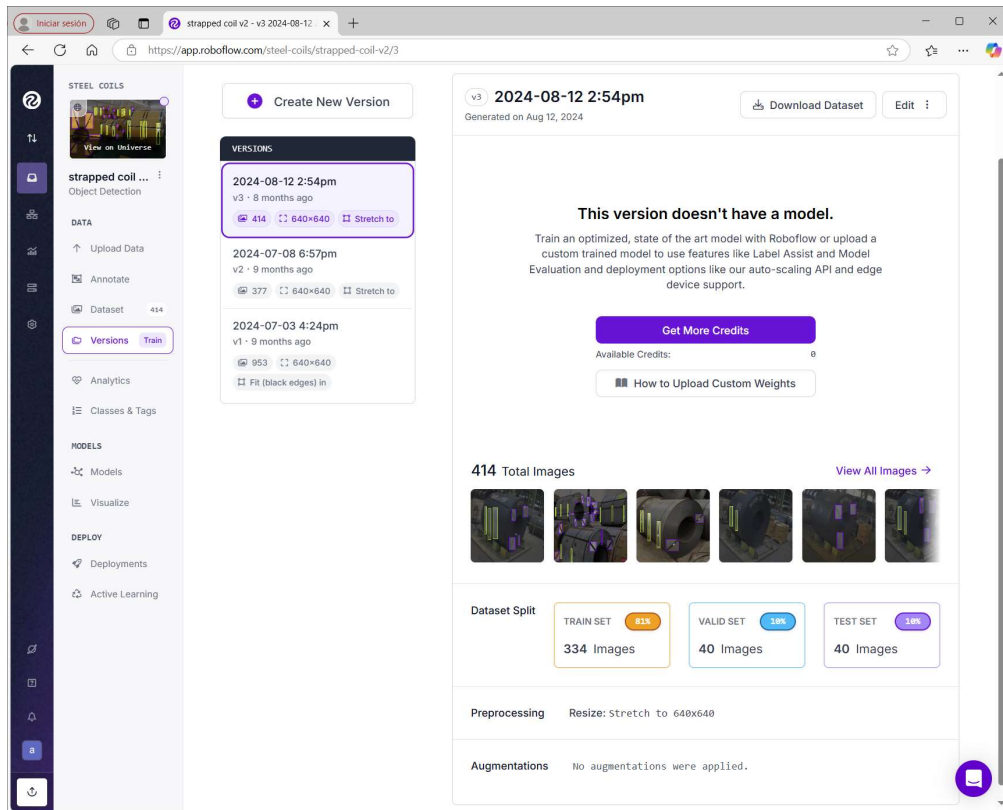 Iniciar sesión
strapped coil v2 - v3 2024-08-12
https://app.roboflow.com/steel-coils/strapped-coil-v2/3
STEEL COILS
View on Universe
strapped coil ...
Object Detection
DATA
Upload Data
Annotate
Dataset 414
Versions Train
Analytics
Classes & Tags
MODELS
Models
Visualize
DEPLOY
Deployments
Active Learning
a
Create New Version
VERSIONS
2024-08-12 2:54pm
v3 · 8 months ago
414 640×640 Stretch to
2024-07-08 6:57pm
v2 · 9 months ago
377 640×640 Stretch to
2024-07-03 4:24pm
v1 · 9 months ago
953 640×640
Fit (black edges) in
v3 2024-08-12 2:54pm
Generated on Aug 12, 2024
Download Dataset
Edit
This version doesn't have a model.
Train an optimized, state of the art model with Roboflow or upload a
custom trained model to use features like Label Assist and Model
Evaluation and deployment options like our auto-scaling API and edge
device support.
Get More Credits
Available Credits: 0
How to Upload Custom Weights
414 Total Images
View All Images →
Dataset Split
TRAIN SET 81%
334 Images
VALID SET 10%
40 Images
TEST SET 10%
40 Images
Preprocessing Resize: Stretch to 640x640
Augmentations No augmentations were applied.